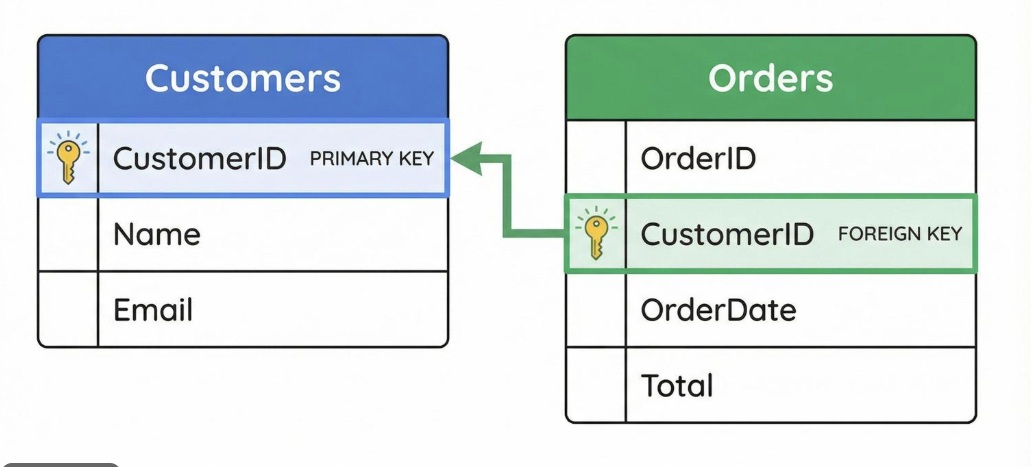 Customers
CustomerID PRIMARY KEY
Name
Email
Orders
OrderID
CustomerID FOREIGN KEY
OrderDate
Total